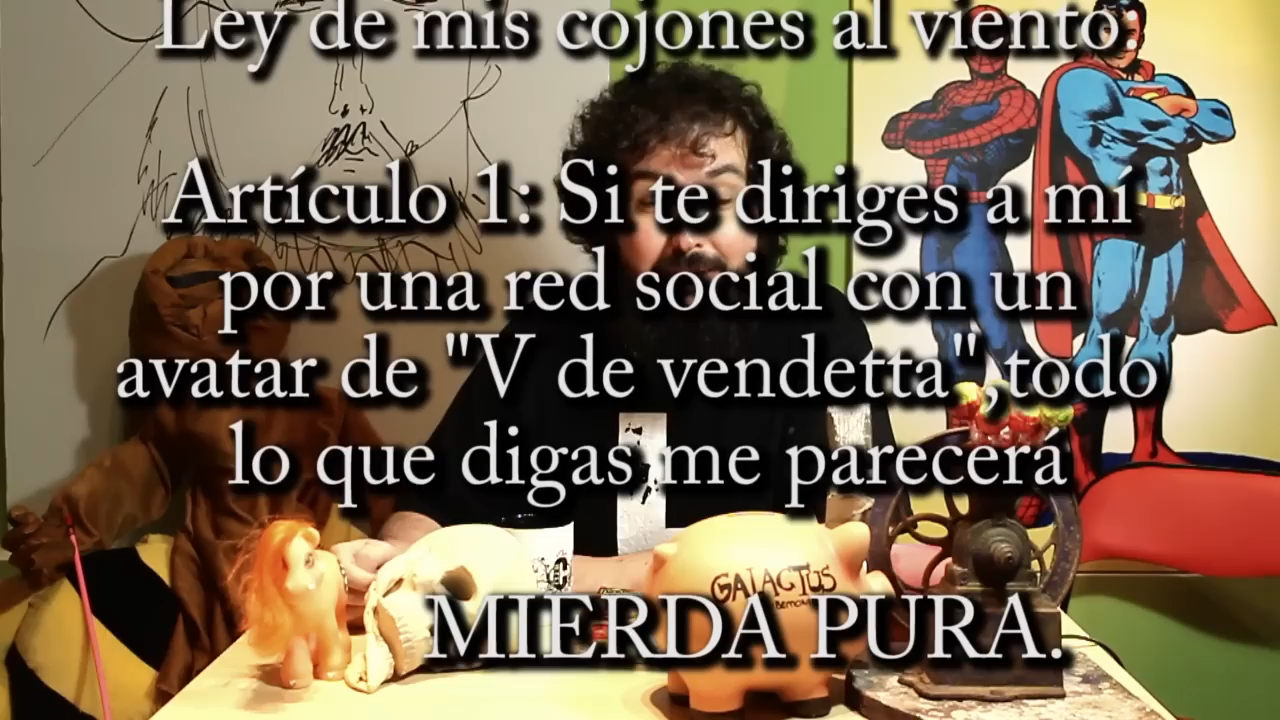 Ley de mis cojones al viento:
Artículo 1: Si te diriges a mí
por una red social con un
avatar de "V de vendetta",todo
lo que digas me parecerá
MIERDA PURA.
GALACTUS